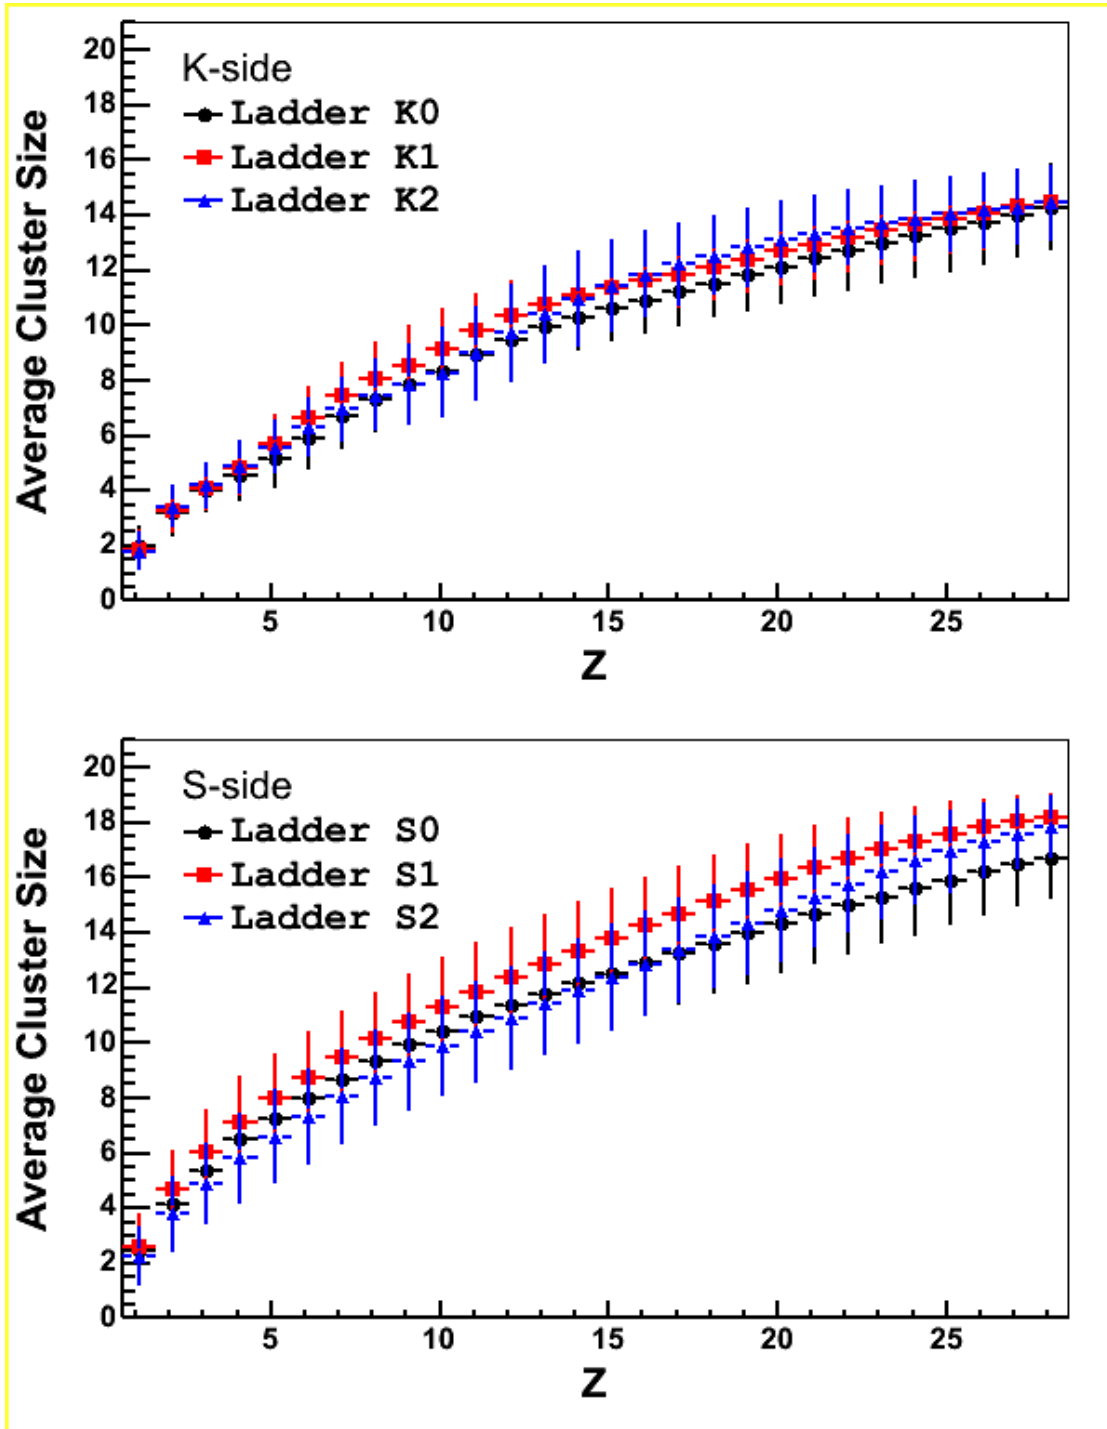 20
18
16
14
12
10
8
6
4
2
0
Average Cluster Size
K-side
Ladder K0
Ladder K1
Ladder K2
5 10 15 20 25
Z
20
18
16
14
12
10
8
6
4
2
0
Average Cluster Size
S-side
Ladder S0
Ladder S1
Ladder S2
5 10 15 20 25
Z